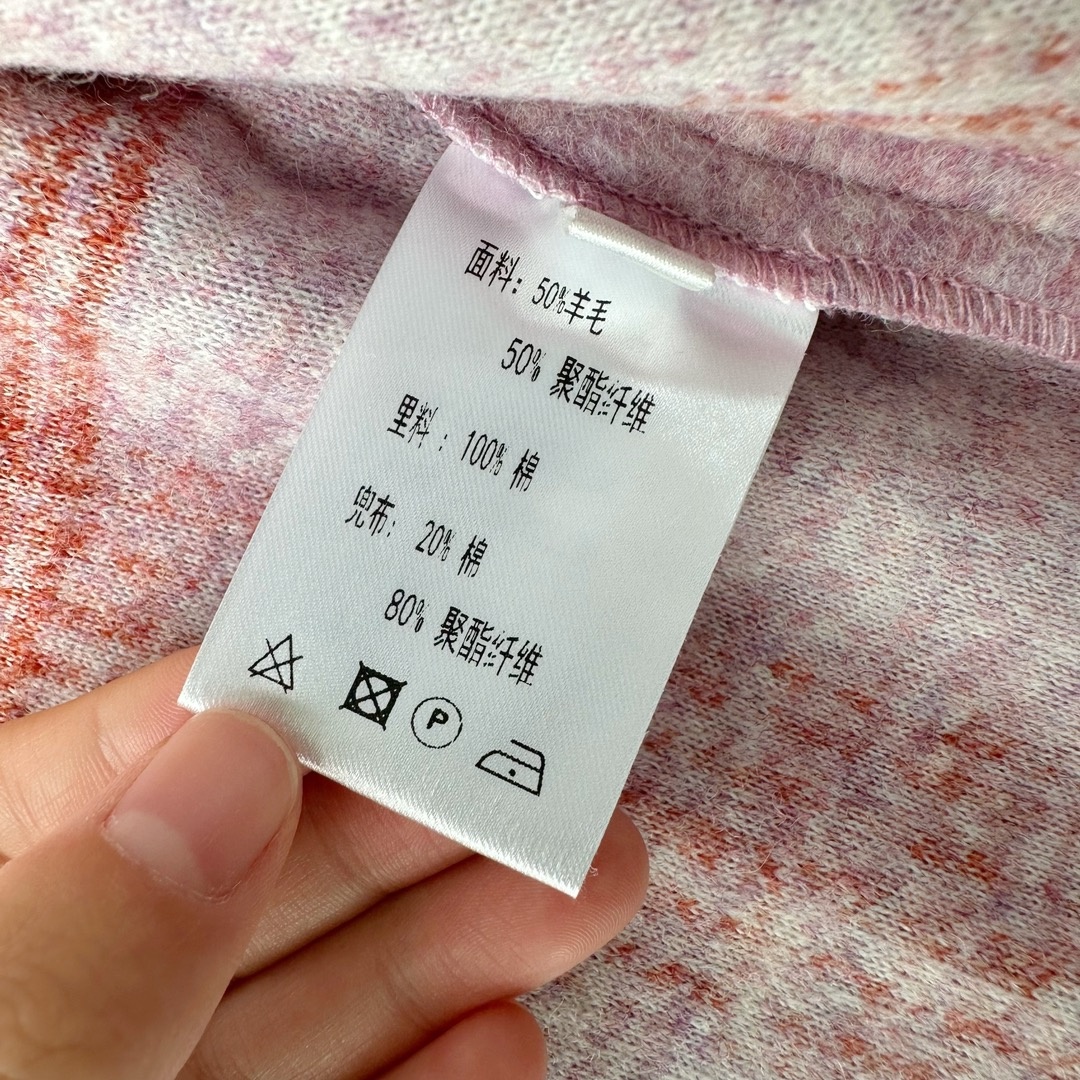 面料：50%羊毛
50% 聚酯纤维
里料：100% 棉
兜布：20% 棉
80% 聚酯纤维
P